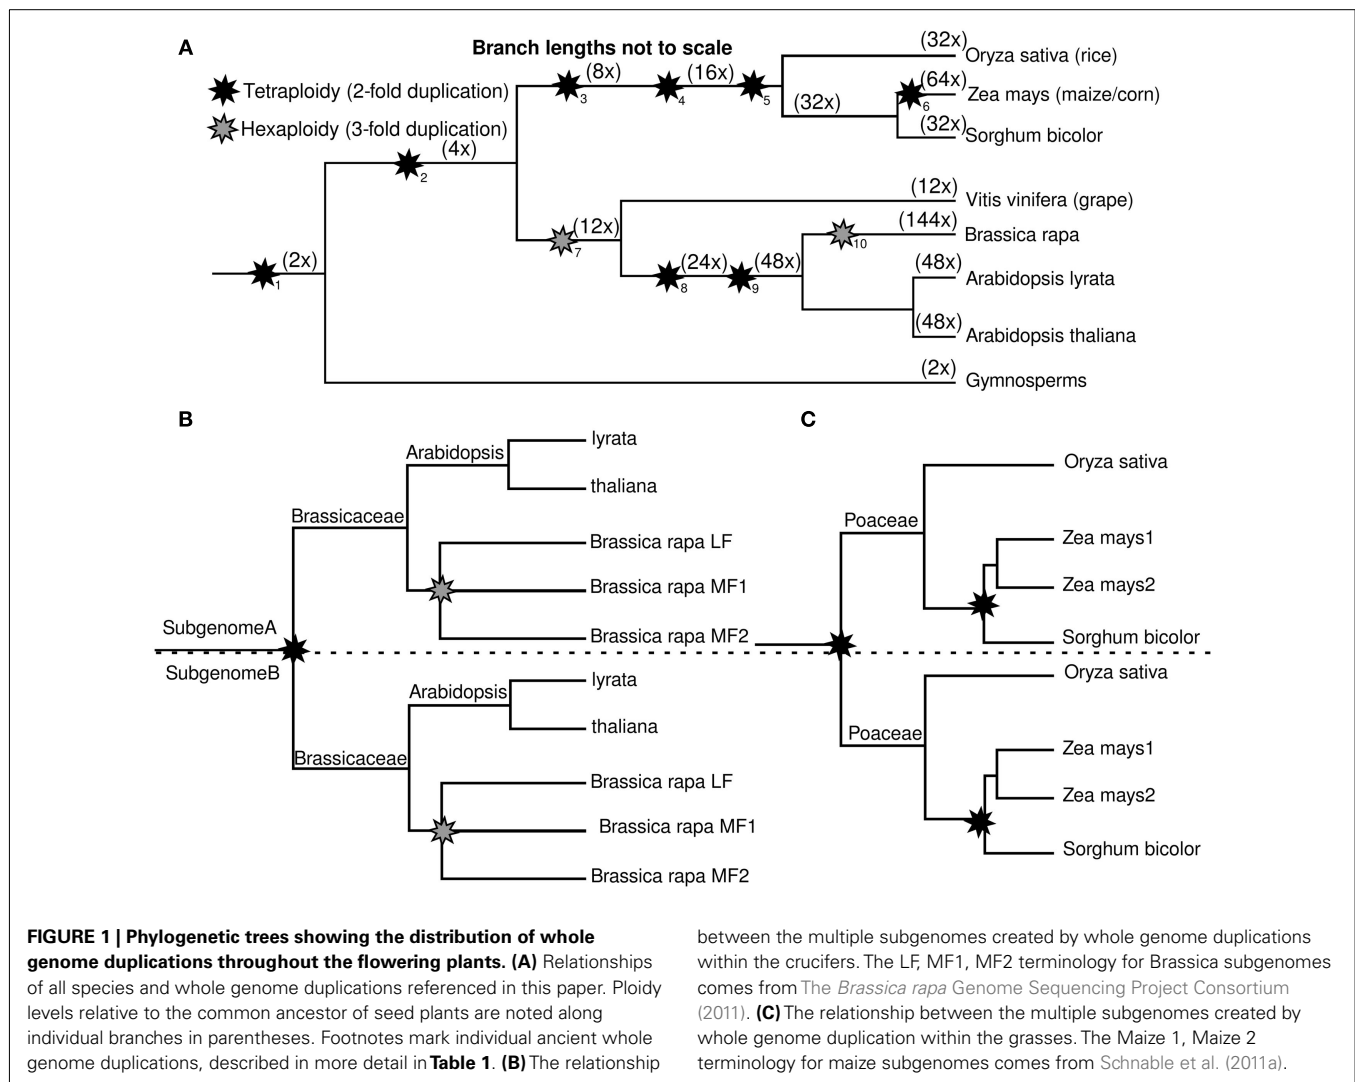 A
Branch lengths not to scale
Tetraploidy (2-fold duplication)
Hexaploidy (3-fold duplication)
(2x)
1
(4x)
2
(8x)
3
(16x)
4
5
(32x)
(32x)
Oryza sativa (rice)
(64x)
6
Zea mays (maize/corn)
(32x)
Sorghum bicolor
(12x)
7
(12x)
Vitis vinifera (grape)
(24x)
8
(48x)
9
(144x)
10
Brassica rapa
(48x)
Arabidopsis lyrata
(48x)
Arabidopsis thaliana
(2x)
Gymnosperms
B
SubgenomeA
SubgenomeB
Brassicaceae
Arabidopsis
lyrata
thaliana
Brassica rapa LF
Brassica rapa MF1
Brassica rapa MF2
Brassicaceae
Arabidopsis
lyrata
thaliana
Brassica rapa LF
Brassica rapa MF1
Brassica rapa MF2
C
Poaceae
Oryza sativa
Zea mays1
Zea mays2
Sorghum bicolor
Poaceae
Oryza sativa
Zea mays1
Zea mays2
Sorghum bicolor
FIGURE 1 | Phylogenetic trees showing the distribution of whole
genome duplications throughout the flowering plants. (A) Relationships
of all species and whole genome duplications referenced in this paper. Ploidy
levels relative to the common ancestor of seed plants are noted along
individual branches in parentheses. Footnotes mark individual ancient whole
genome duplications, described in more detail in Table 1. (B) The relationship
between the multiple subgenomes created by whole genome duplications
within the crucifers. The LF, MF1, MF2 terminology for Brassica subgenomes
comes from The Brassica rapa Genome Sequencing Project Consortium
(2011). (C) The relationship between the multiple subgenomes created by
whole genome duplication within the grasses. The Maize 1, Maize 2
terminology for maize subgenomes comes from Schnable et al. (2011a).